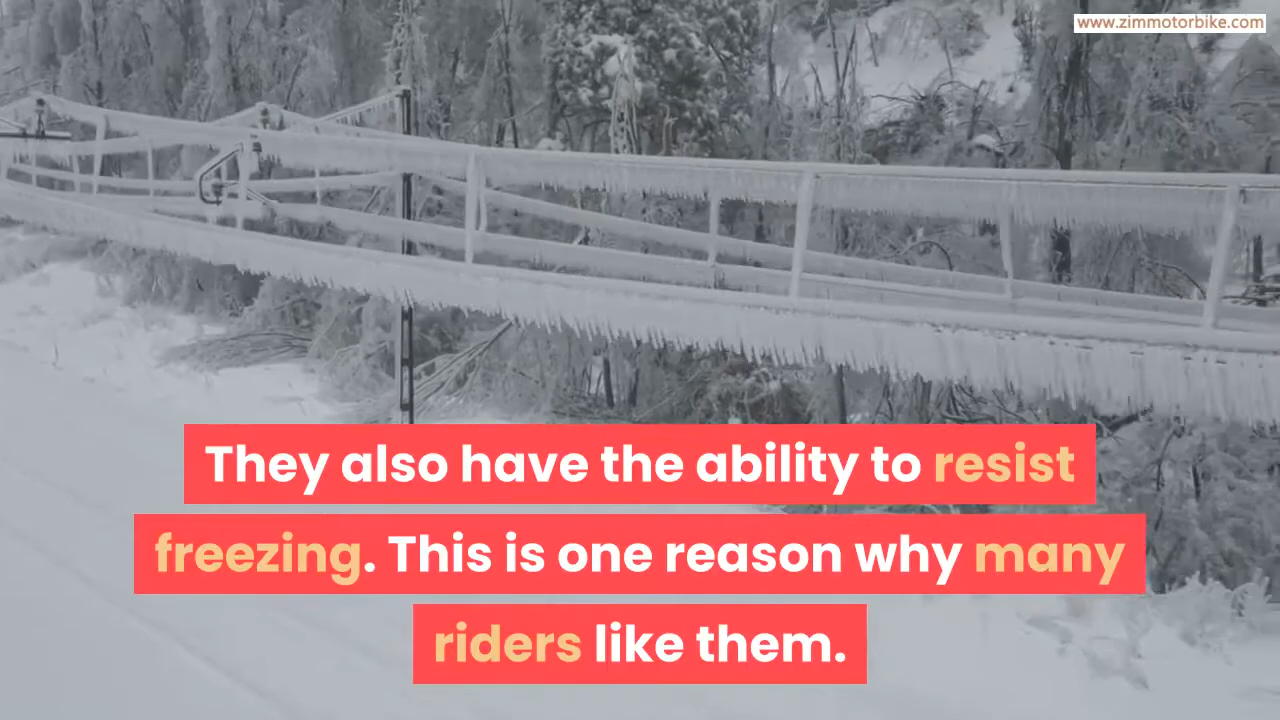 www.zimmotorbike.com
They also have the ability to resist
freezing. This is one reason why many
riders like them.